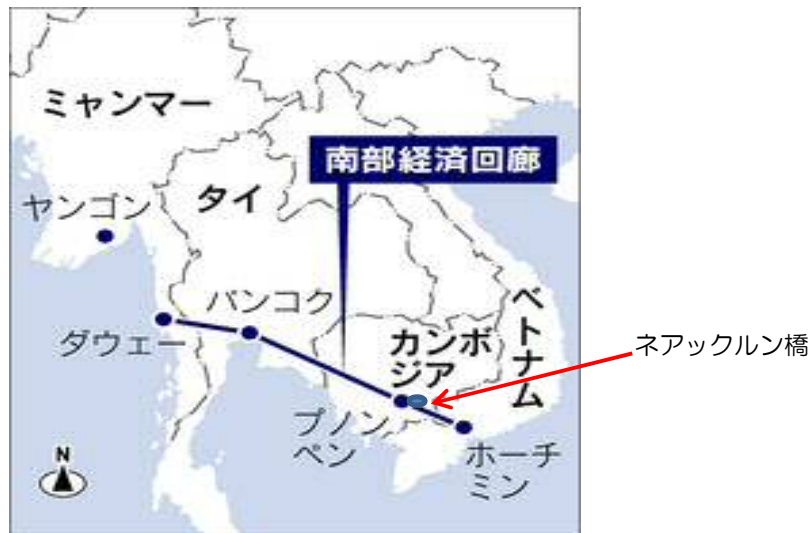 ミャンマー
南部経済回廊
タイ
ヤンゴン
バンコク
ベトナム
ダウェー
カンボ
ジア
ネアックルン橋
プノン
ペン
ホーチ
ミン
N